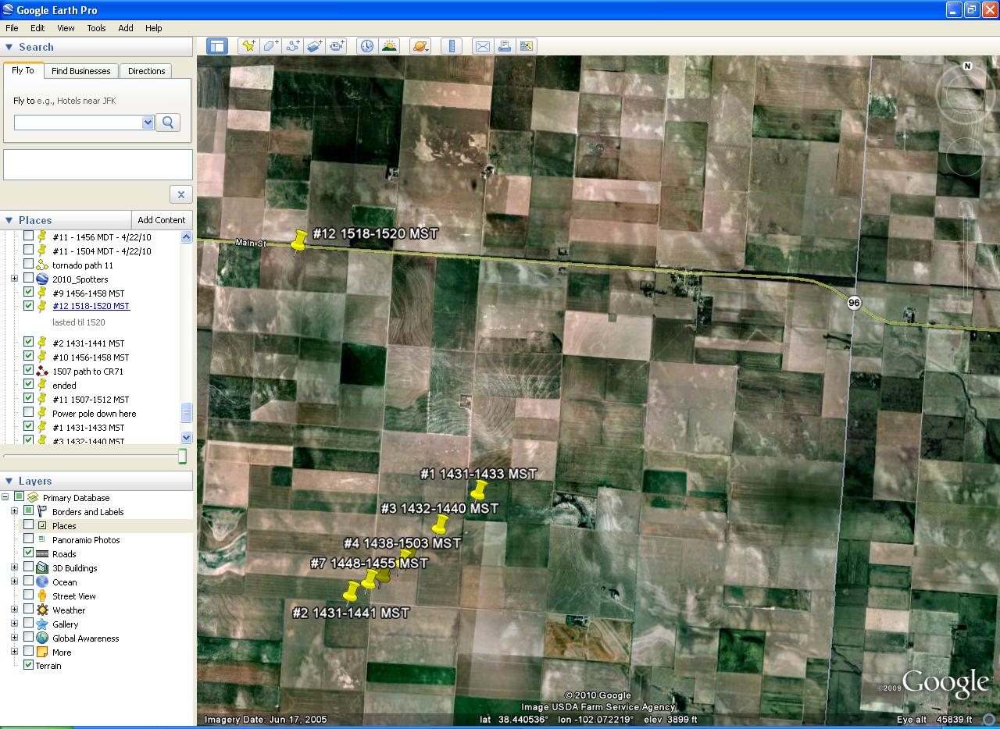 Google Earth Pro
File Edit View Tools Add Help
Search
Fly To Find Businesses Directions
Fly to e.g., Hotels near JFK
Places Add Content
#11 - 1456 MDT - 4/22/10
#11 - 1504 MDT - 4/22/10
tornado path 11
2010_Spotters
#9 1456-1458 MST
#12 1518-1520 MST
lasted til 1520
#2 1431-1441 MST
#10 1456-1458 MST
1507 path to CR71
ended
#11 1507-1512 MST
Power pole down here
#1 1431-1433 MST
#3 1432-1440 MST
Layers
Primary Database
Borders and Labels
Places
Panoramio Photos
Roads
3D Buildings
Ocean
Street View
Weather
Gallery
Global Awareness
More
Terrain
N
Main St
#12 1518-1520 MST
96
#1 1431-1433 MST
#3 1432-1440 MST
#4 1438-1503 MST
#7 1448-1455 MST
#2 1431-1441 MST
©2009 Google
© 2010 Google
Image USDA Farm Service Agency
Imagery Date: Jun 17, 2005 lat 38.440536° lon -102.072219° elev 3899 ft Eye alt 45839 ft